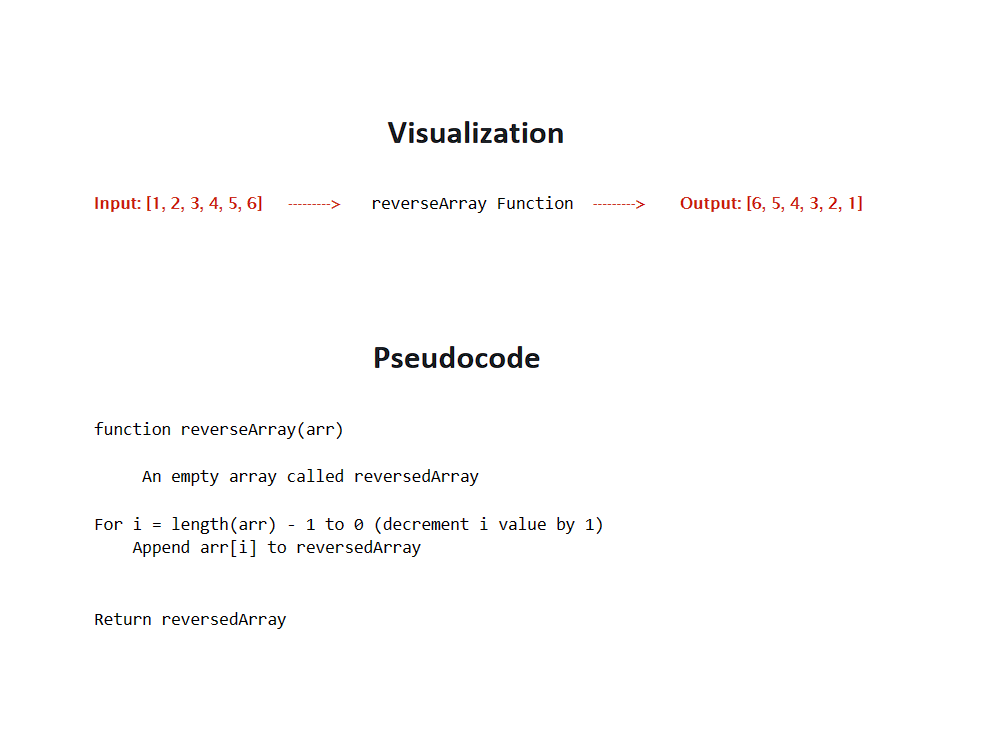 Visualization
Input: [1, 2, 3, 4, 5, 6] ---------> reverseArray Function ---------> Output: [6, 5, 4, 3, 2, 1]
Pseudocode
function reverseArray(arr)
An empty array called reversedArray
For i = length(arr) - 1 to 0 (decrement i value by 1)
Append arr[i] to reversedArray
Return reversedArray